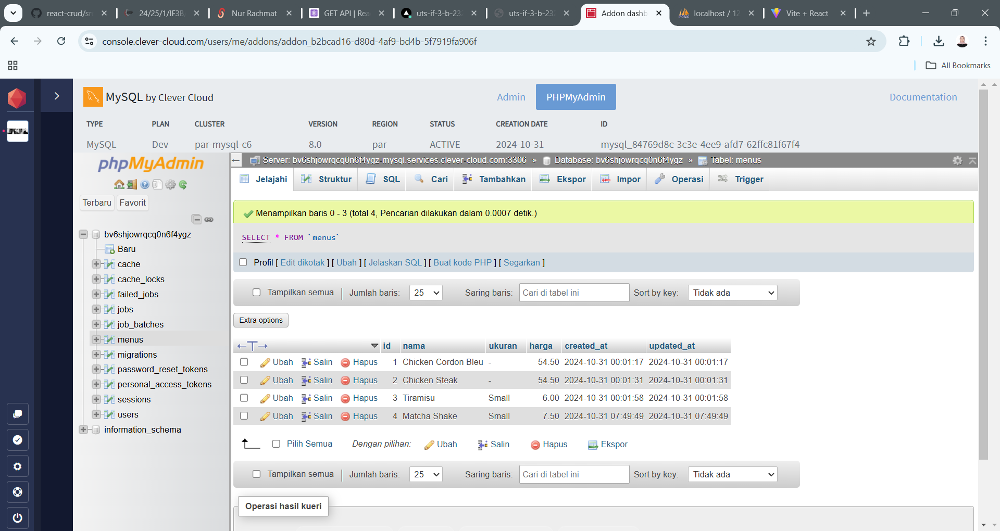 react-crud/sr
24/25/1/IF3B
Nur Rachmat
GET API | Rea
uts-if-3-b-232
uts-if-3-b-232
Addon dashb
localhost / 12
Vite + React
console.clever-cloud.com/users/me/addons/addon_b2bcad16-d80d-4af9-bd4b-5f7919fa906f
All Bookmarks
MySQL by Clever Cloud
Admin
PHPMyAdmin
Documentation
TYPE PLAN CLUSTER VERSION REGION STATUS CREATION DATE ID
MySQL Dev par-mysql-c6 8.0 par ACTIVE 2024-10-31 mysql_84769d8c-3c3e-4ee9-afd7-62ffc81f67f4
phpMyAdmin
Terbaru Favorit
bv6shjowrqcq0n6f4ygz
Baru
cache
cache_locks
failed_jobs
jobs
job_batches
menus
migrations
password_reset_tokens
personal_access_tokens
sessions
users
information_schema
Server: bv6shjowrqcq0n6f4ygz-mysql.services.clever-cloud.com:3306 » Database: bv6shjowrqcq0n6f4ygz » Tabel: menus
Jelajahi Struktur SQL Cari Tambahkan Ekspor Impor Operasi Trigger
Menampilkan baris 0 - 3 (total 4, Pencarian dilakukan dalam 0.0007 detik.)
SELECT * FROM `menus`
Profil [ Edit dikotak ] [ Ubah ] [ Jelaskan SQL ] [ Buat kode PHP ] [ Segarkan ]
Tampilkan semua Jumlah baris: 25 Saring baris: Cari di tabel ini Sort by key: Tidak ada
Extra options
id nama ukuran harga created_at updated_at
Ubah Salin Hapus 1 Chicken Cordon Bleu - 54.50 2024-10-31 00:01:17 2024-10-31 00:01:17
Ubah Salin Hapus 2 Chicken Steak - 54.50 2024-10-31 00:01:31 2024-10-31 00:01:31
Ubah Salin Hapus 3 Tiramisu Small 6.00 2024-10-31 00:01:58 2024-10-31 00:01:58
Ubah Salin Hapus 4 Matcha Shake Small 7.50 2024-10-31 07:49:49 2024-10-31 07:49:49
Pilih Semua Dengan pilihan: Ubah Salin Hapus Ekspor
Tampilkan semua Jumlah baris: 25 Saring baris: Cari di tabel ini Sort by key: Tidak ada
Operasi hasil kueri